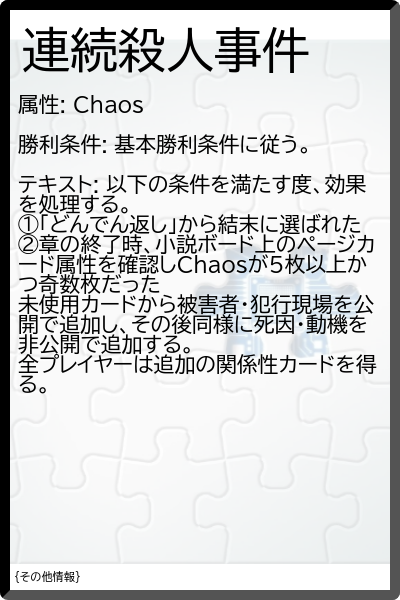 連続殺人事件
属性: Chaos
勝利条件: 基本勝利条件に従う。
テキスト: 以下の条件を満たす度、効果
を処理する。
①「どんでん返し」から結末に選ばれた
②章の終了時、小説ボード上のページカ
ード属性を確認しChaosが5枚以上か
つ奇数枚だった
未使用カードから被害者・犯行現場を公
開で追加し、その後同様に死因・動機を
非公開で追加する。
全プレイヤーは追加の関係性カードを得
る。
{その他情報}